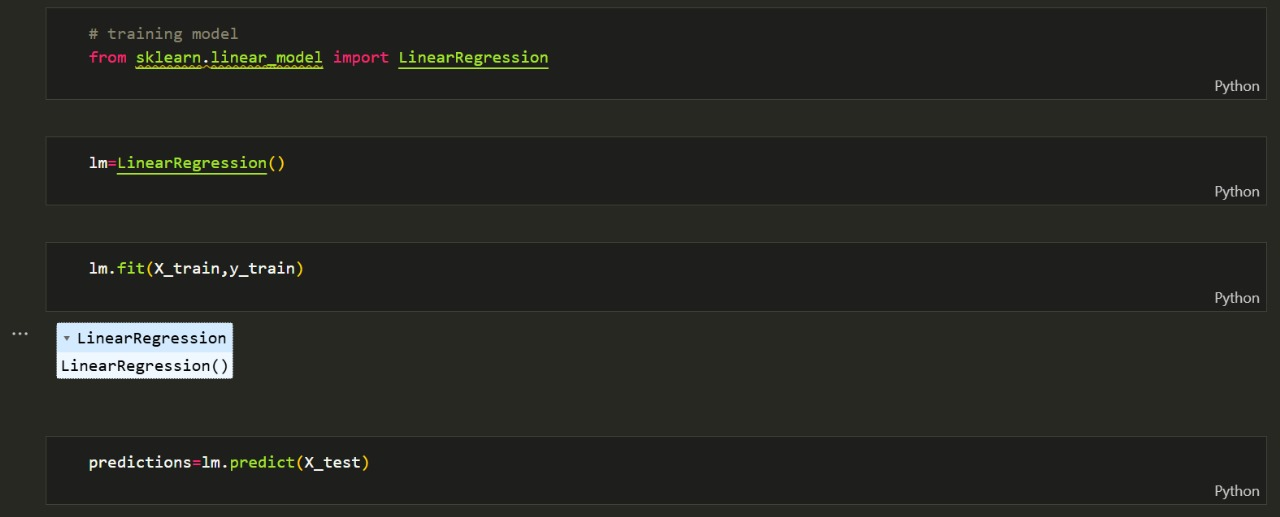 # training model
from sklearn.linear_model import LinearRegression
Python
lm=LinearRegression()
Python
lm.fit(X_train,y_train)
Python
LinearRegression
LinearRegression()
predictions=lm.predict(X_test)
Python